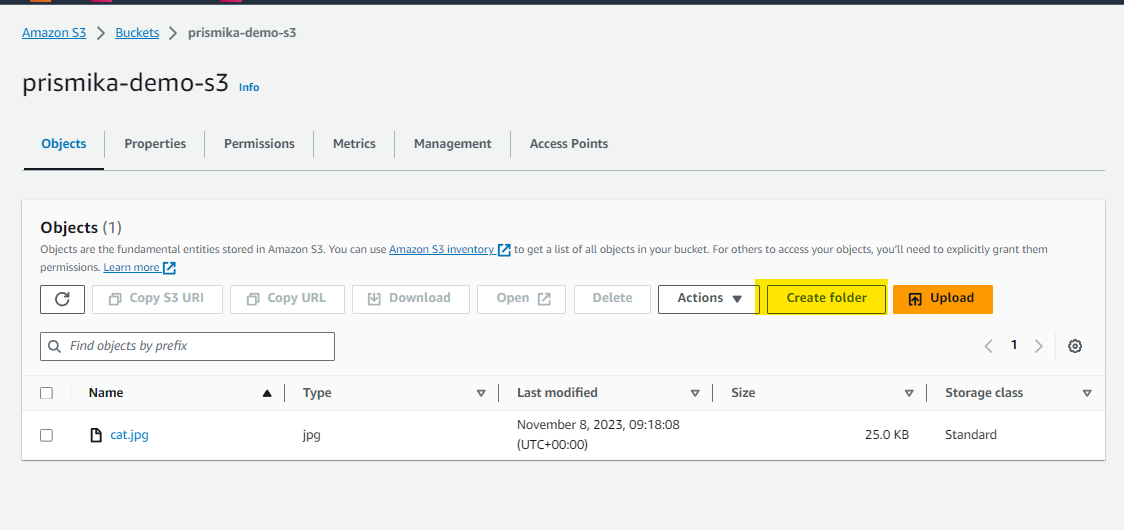 Amazon S3 > Buckets > prismika-demo-s3
prismika-demo-s3 Info
Objects Properties Permissions Metrics Management Access Points
Objects (1)
Objects are the fundamental entities stored in Amazon S3. You can use Amazon S3 inventory to get a list of all objects in your bucket. For others to access your objects, you'll need to explicitly grant them
permissions. Learn more
Copy S3 URI Copy URL Download Open Delete Actions Create folder Upload
Find objects by prefix 1
Name Type Last modified Size Storage class
cat.jpg jpg November 8, 2023, 09:18:08 25.0 KB Standard
(UTC+00:00)